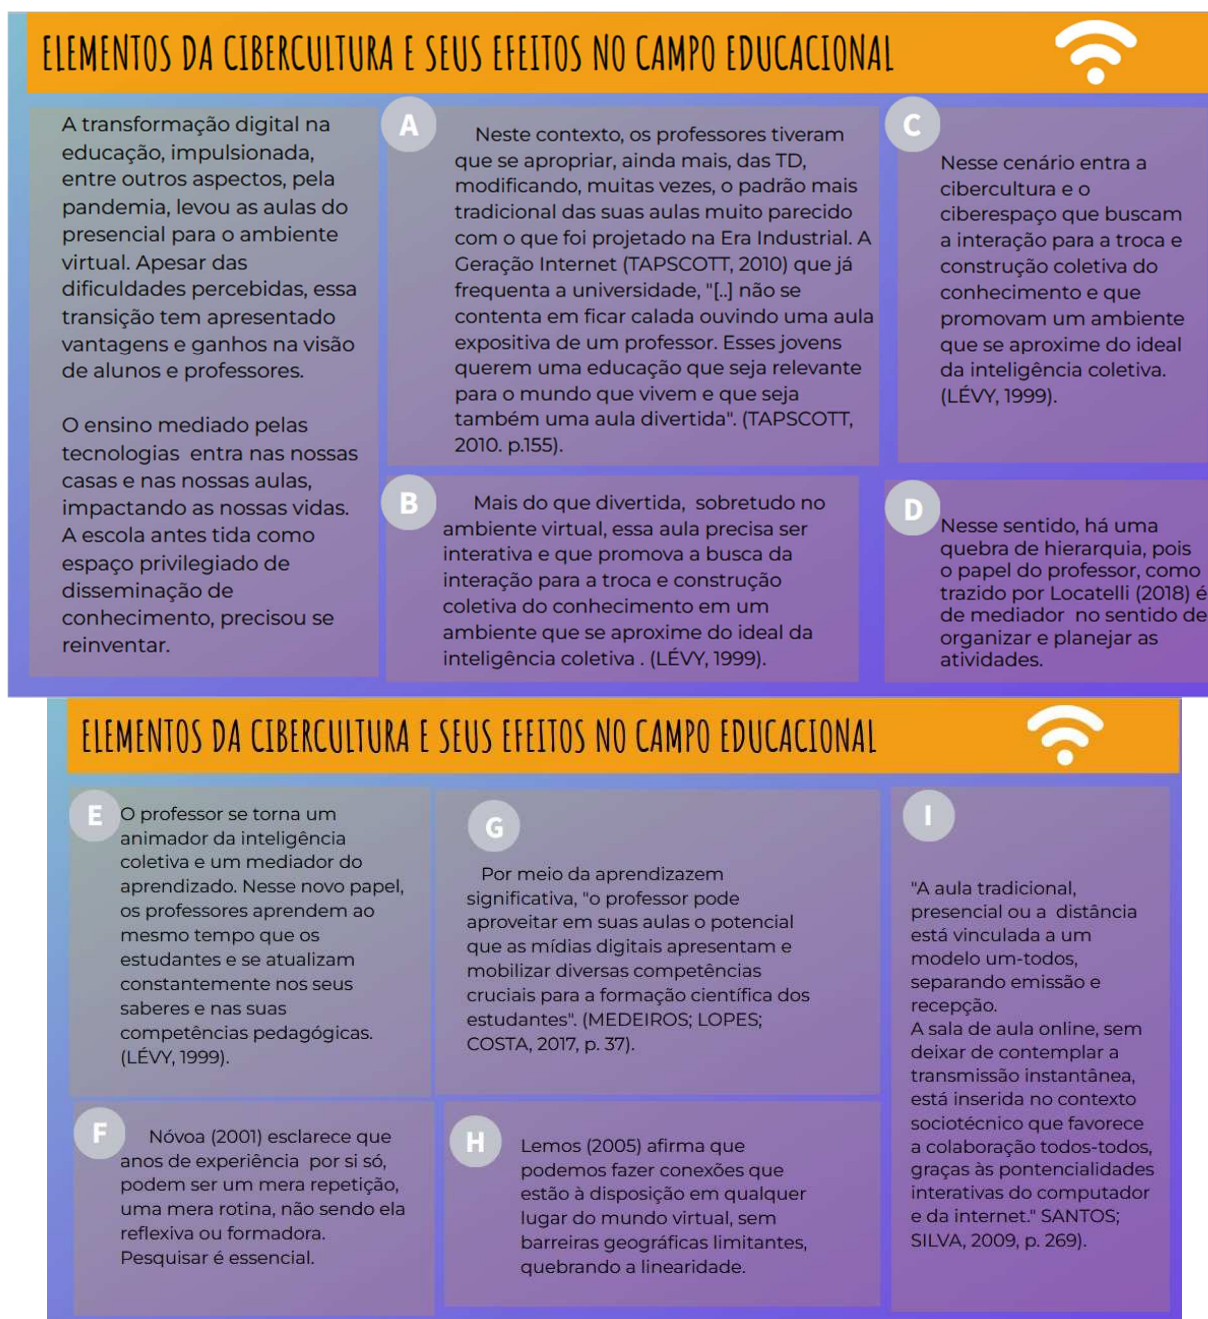 ELEMENTOS DA CIBERCULTURA E SEUS EFEITOS NO CAMPO EDUCACIONAL
A transformação digital na
educação, impulsionada,
entre outros aspectos, pela
pandemia, levou as aulas do
presencial para o ambiente
virtual. Apesar das
dificuldades percebidas, essa
transição tem apresentado
vantagens e ganhos na visão
de alunos e professores.
O ensino mediado pelas
tecnologias entra nas nossas
casas e nas nossas aulas,
impactando as nossas vidas.
A escola antes tida como
espaço privilegiado de
disseminação de
conhecimento, precisou se
reinventar.
A
Neste contexto, os professores tiveram
que se apropriar, ainda mais, das TD,
modificando, muitas vezes, o padrão mais
tradicional das suas aulas muito parecido
com o que foi projetado na Era Industrial. A
Geração Internet (TAPSCOTT, 2010) que já
frequenta a universidade, "[..] não se
contenta em ficar calada ouvindo uma aula
expositiva de um professor. Esses jovens
querem uma educação que seja relevante
para o mundo que vivem e que seja
também uma aula divertida". (TAPSCOTT,
2010. p.155).
B
Mais do que divertida, sobretudo no
ambiente virtual, essa aula precisa ser
interativa e que promova a busca da
interação para a troca e construção
coletiva do conhecimento em um
ambiente que se aproxime do ideal da
inteligência coletiva . (LÉVY, 1999).
C
Nesse cenário entra a
cibercultura e o
ciberespaço que buscam
a interação para a troca e
construção coletiva do
conhecimento e que
promovam um ambiente
que se aproxime do ideal
da inteligência coletiva.
(LÉVY, 1999).
D
Nesse sentido, há uma
quebra de hierarquia, pois
o papel do professor, como
trazido por Locatelli (2018) é
de mediador no sentido de
organizar e planejar as
atividades.
ELEMENTOS DA CIBERCULTURA E SEUS EFEITOS NO CAMPO EDUCACIONAL
E
O professor se torna um
animador da inteligência
coletiva e um mediador do
aprendizado. Nesse novo papel,
os professores aprendem ao
mesmo tempo que os
estudantes e se atualizam
constantemente nos seus
saberes e nas suas
competências pedagógicas.
(LÉVY, 1999).
F
Nóvoa (2001) esclarece que
anos de experiência por si só,
podem ser um mera repetição,
uma mera rotina, não sendo ela
reflexiva ou formadora.
Pesquisar é essencial.
G
Por meio da aprendizazem
significativa, "o professor pode
aproveitar em suas aulas o potencial
que as mídias digitais apresentam e
mobilizar diversas competências
cruciais para a formação científica dos
estudantes". (MEDEIROS; LOPES;
COSTA, 2017, p. 37).
H
Lemos (2005) afirma que
podemos fazer conexões que
estão à disposição em qualquer
lugar do mundo virtual, sem
barreiras geográficas limitantes,
quebrando a linearidade.
I
"A aula tradicional,
presencial ou a distância
está vinculada a um
modelo um-todos,
separando emissão e
recepção.
A sala de aula online, sem
deixar de contemplar a
transmissão instantânea,
está inserida no contexto
sociotécnico que favorece
a colaboração todos-todos,
graças às pontencialidades
interativas do computador
e da internet." SANTOS;
SILVA, 2009, p. 269).